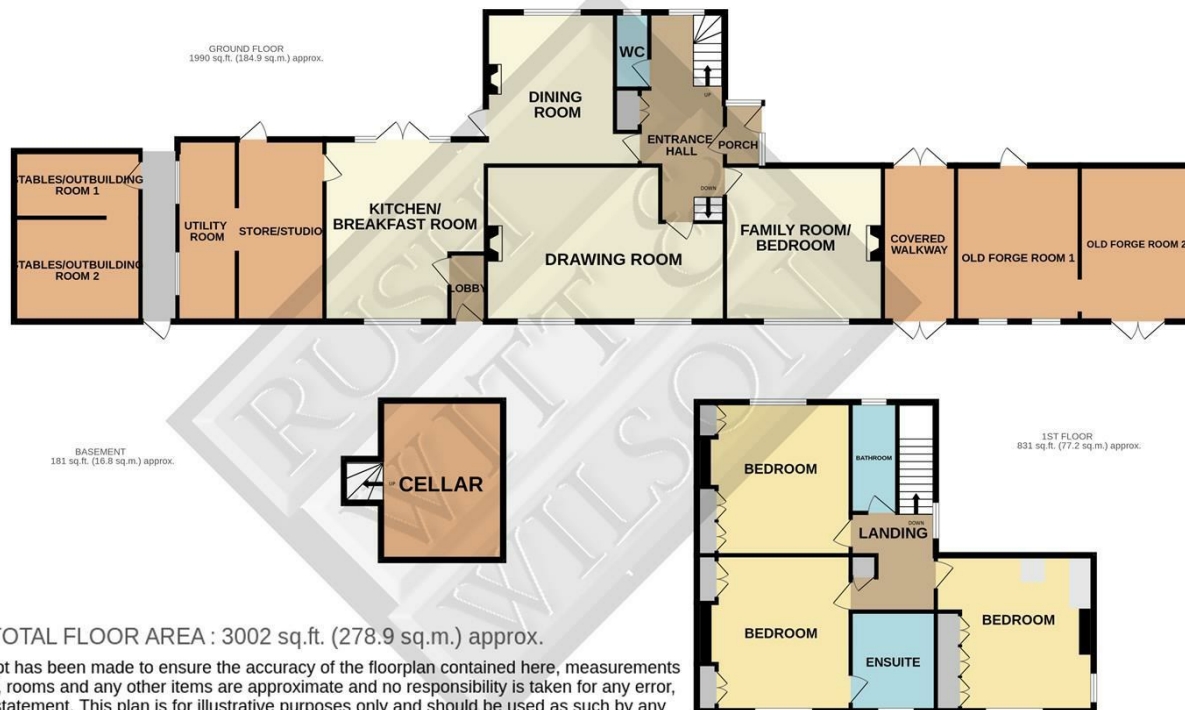 GROUND FLOOR
1990 sq.ft. (184.9 sq.m.) approx.
WC
DINING
ROOM
UP
ENTRANCE
HALL
PORCH
STABLES/OUTBUILDING
ROOM 1
STABLES/OUTBUILDING
ROOM 2
UTILITY
ROOM
STORE/STUDIO
KITCHEN/
BREAKFAST ROOM
LOBBY
DRAWING ROOM
DOWN
FAMILY ROOM/
BEDROOM
COVERED
WALKWAY
OLD FORGE ROOM 1
OLD FORGE ROOM 2
RUSH
WITT &
WILSON
BASEMENT
181 sq.ft. (16.8 sq.m.) approx.
UP
CELLAR
1ST FLOOR
831 sq.ft. (77.2 sq.m.) approx.
BEDROOM
BATHROOM
DOWN
LANDING
BEDROOM
ENSUITE
BEDROOM
TOTAL FLOOR AREA : 3002 sq.ft. (278.9 sq.m.) approx.
pt has been made to ensure the accuracy of the floorplan contained here, measurements
, rooms and any other items are approximate and no responsibility is taken for any error,
statement. This plan is for illustrative purposes only and should be used as such by any